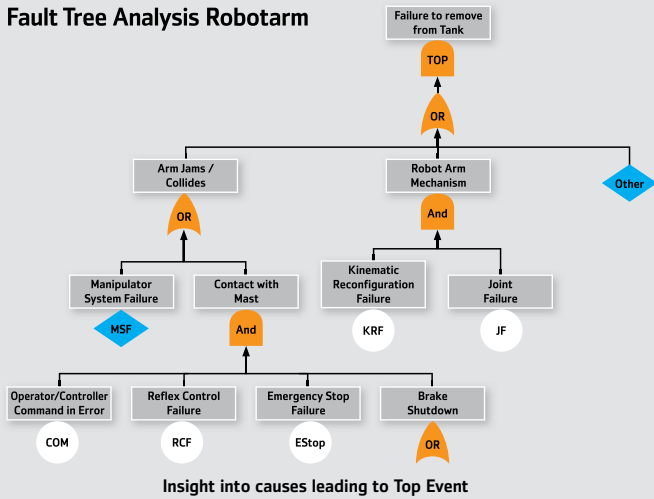 Fault Tree Analysis Robotarm
Failure to remove
from Tank
TOP
OR
Arm Jams /
Collides
OR
Robot Arm
Mechanism
And
Other
Manipulator
System Failure
MSF
Contact with
Mast
And
Kinematic
Reconfiguration
Failure
KRF
Joint
Failure
JF
Operator/Controller
Command in Error
COM
Reflex Control
Failure
RCF
Emergency Stop
Failure
EStop
Brake
Shutdown
OR
Insight into causes leading to Top Event